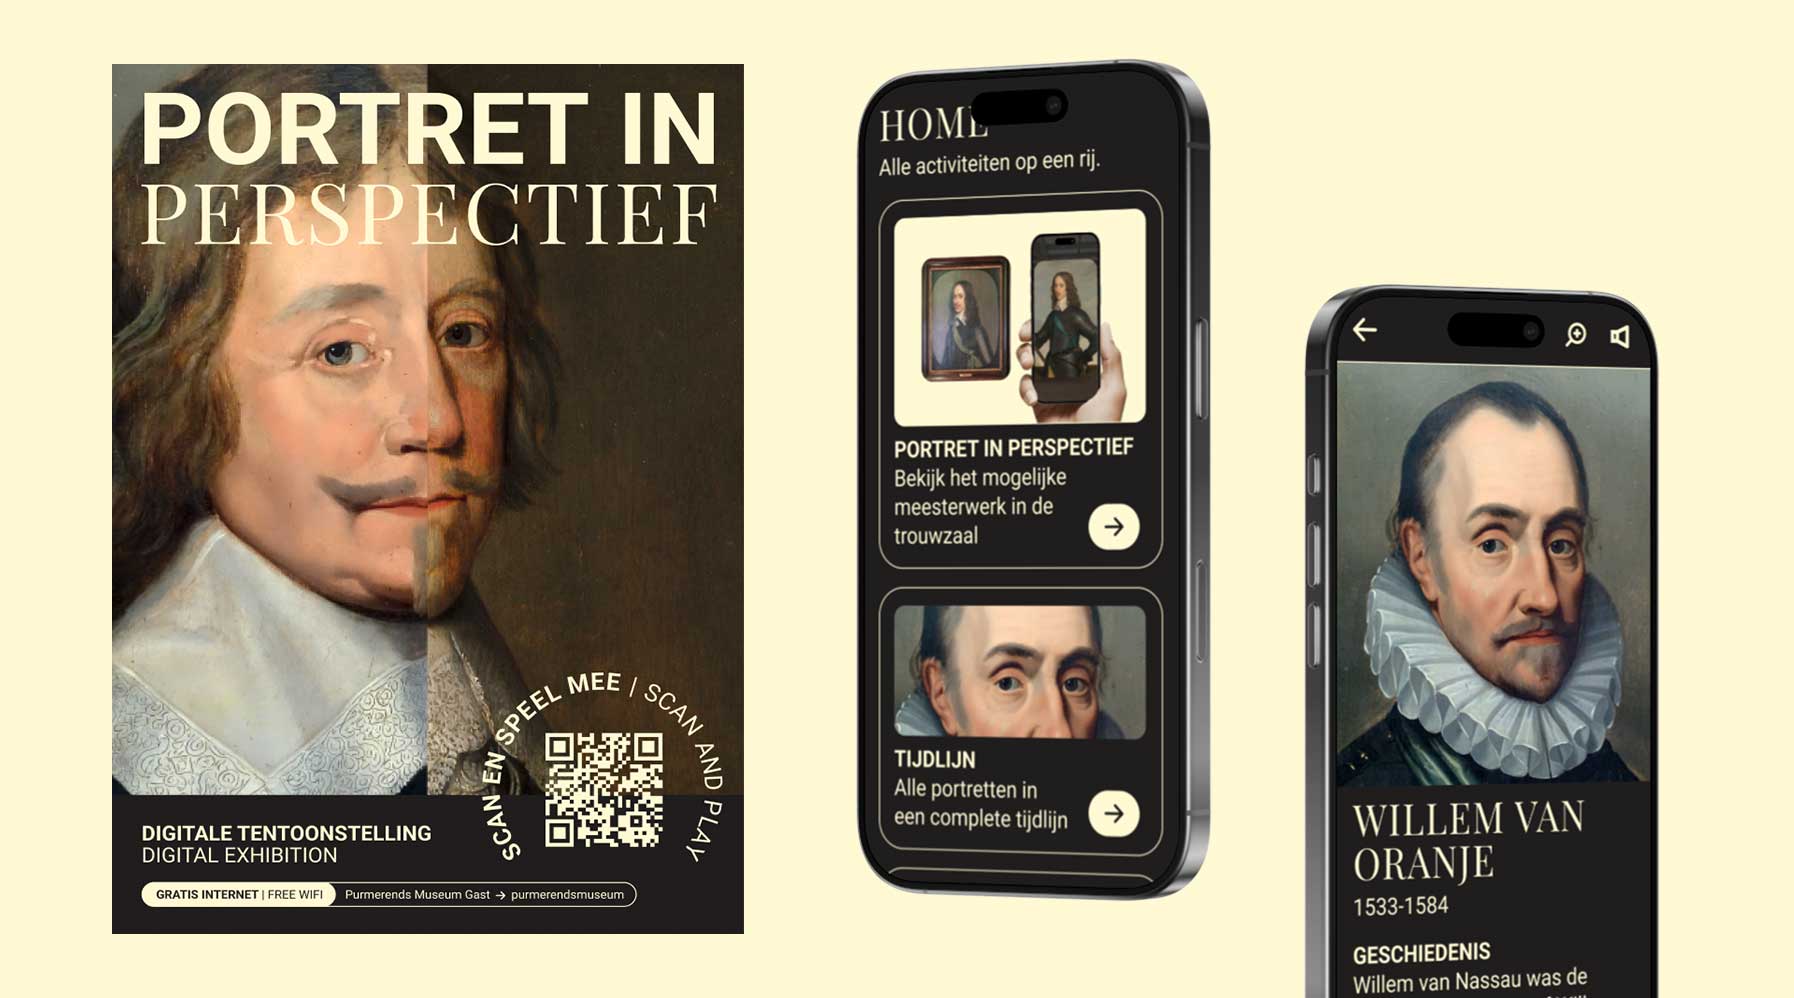 PORTRET IN
PERSPECTIEF
SCAN EN SPEEL MEE | SCAN AND PLAY
DIGITALE TENTOONSTELLING
DIGITAL EXHIBITION
GRATIS INTERNET | FREE WIFI Purmerends Museum Gast → purmerendsmuseum
HOME
Alle activiteiten op een rij.
PORTRET IN PERSPECTIEF
Bekijk het mogelijke
meesterwerk in de
trouwzaal
TIJDLIJN
Alle portretten in
een complete tijdlijn
WILLEM VAN
ORANJE
1533-1584
GESCHIEDENIS
Willem van Nassau was de